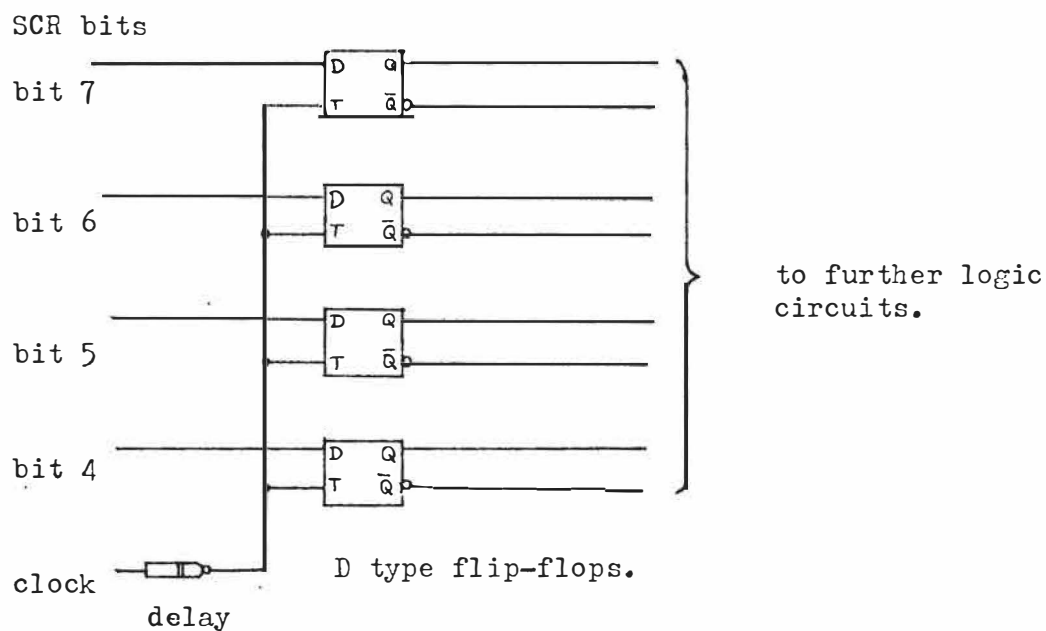 SCR bits
D Q
bit 7
T Q̄
D Q
bit 6
T Q̄
to further logic
circuits.
D Q
bit 5
T Q̄
D Q
bit 4
T Q̄
clock
D type flip-flops.
delay